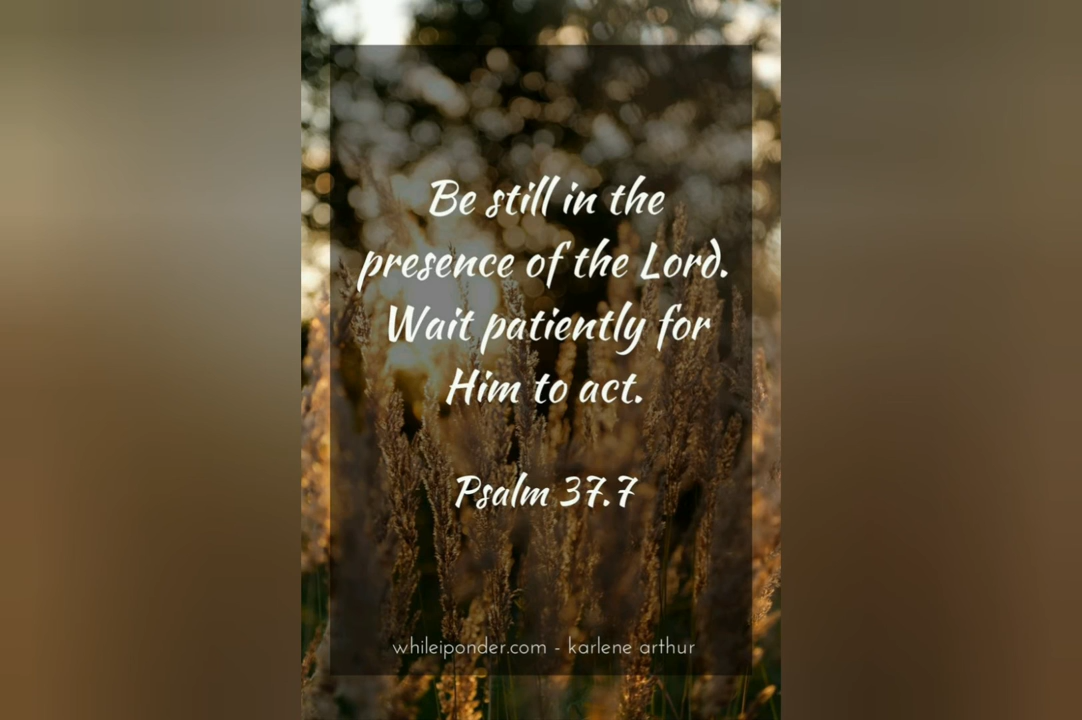 Be still in the
presence of the Lord.
Wait patiently for
Him to act.
Psalm 37.7
whileiponder.com - karlene arthur